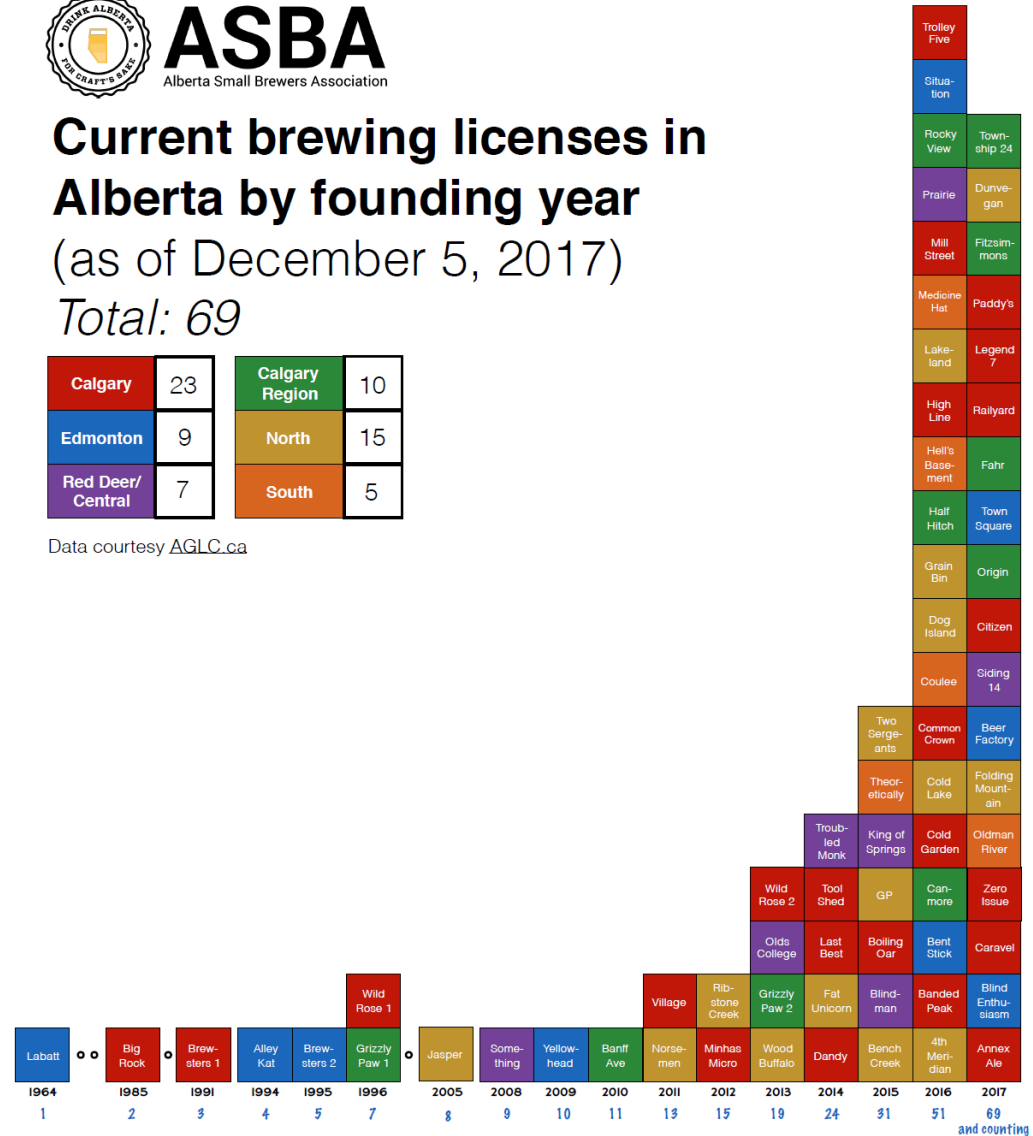 DRINK ALBERTA
FOR CRAFT'S SAKE
ASBA
Alberta Small Brewers Association
Current brewing licenses in
Alberta by founding year
(as of December 5, 2017)
Total: 69
Calgary 23
Calgary
Region 10
Edmonton 9
North 15
Red Deer/
Central 7
South 5
Data courtesy AGLC.ca
Labatt
1964
1
Big
Rock
1985
2
Brew-
sters 1
1991
3
Alley
Kat
1994
4
Brew-
sters 2
1995
5
Wild
Rose 1
Grizzly
Paw 1
1996
7
Jasper
2005
8
Some-
thing
2008
9
Yellow-
head
2009
10
Banff
Ave
2010
11
Village
Norse-
men
2011
13
Rib-
stone
Creek
Minhas
Micro
2012
15
Wild
Rose 2
Olds
College
Grizzly
Paw 2
Wood
Buffalo
2013
19
Troub-
led
Monk
Tool
Shed
Last
Best
Fat
Unicorn
Dandy
2014
24
Two
Serge-
ants
Theor-
etically
King of
Springs
GP
Boiling
Oar
Blind-
man
Bench
Creek
2015
31
Trolley
Five
Situa-
tion
Rocky
View
Prairie
Mill
Street
Medicine
Hat
Lake-
land
High
Line
Hell's
Base-
ment
Half
Hitch
Grain
Bin
Dog
Island
Coulee
Common
Crown
Cold
Lake
Cold
Garden
Can-
more
Bent
Stick
Banded
Peak
4th
Meri-
dian
2016
51
Town-
ship 24
Dunve-
gan
Fitzsim-
mons
Paddy's
Legend
7
Railyard
Fahr
Town
Square
Origin
Citizen
Siding
14
Beer
Factory
Folding
Mount-
ain
Oldman
River
Zero
Issue
Caravel
Blind
Enthu-
siasm
Annex
Ale
2017
69
and counting